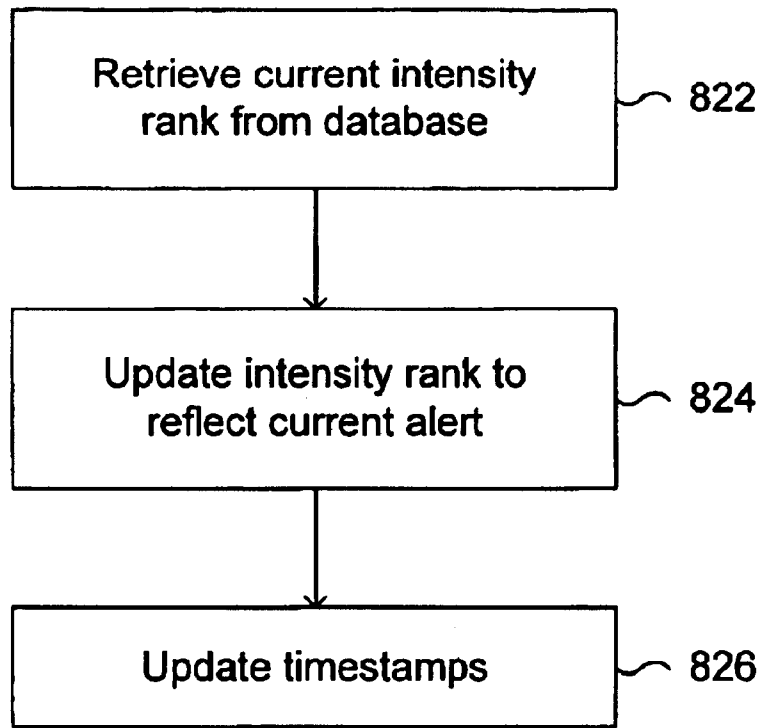 Retrieve current intensity
rank from database
822
Update intensity rank to
reflect current alert
824
Update timestamps
826